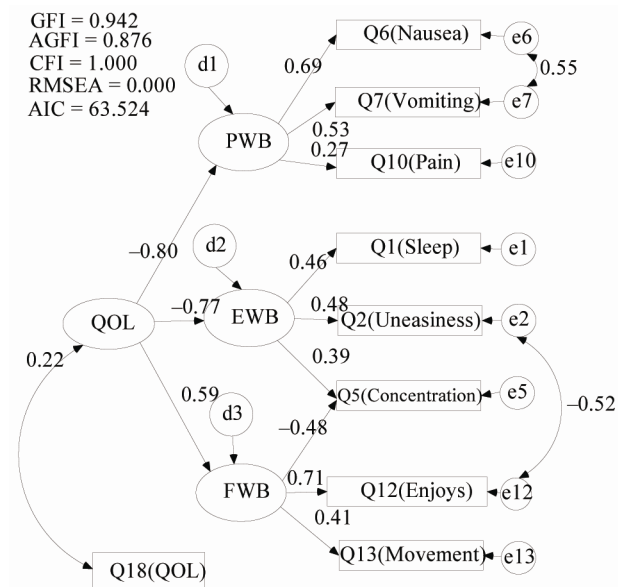 GFI = 0.942
AGFI = 0.876
CFI = 1.000
RMSEA = 0.000
AIC = 63.524
d1
Q6(Nausea)
e6
0.69
0.55
Q7(Vomiting)
e7
PWB
0.53
0.27
Q10(Pain)
e10
–0.80
d2
Q1(Sleep)
e1
0.46
QOL
–0.77
EWB
0.48
Q2(Uneasiness)
e2
0.22
0.39
0.59
d3
Q5(Concentration)
e5
–0.52
–0.48
FWB
0.71
Q12(Enjoys)
e12
0.41
Q13(Movement)
e13
Q18(QOL)